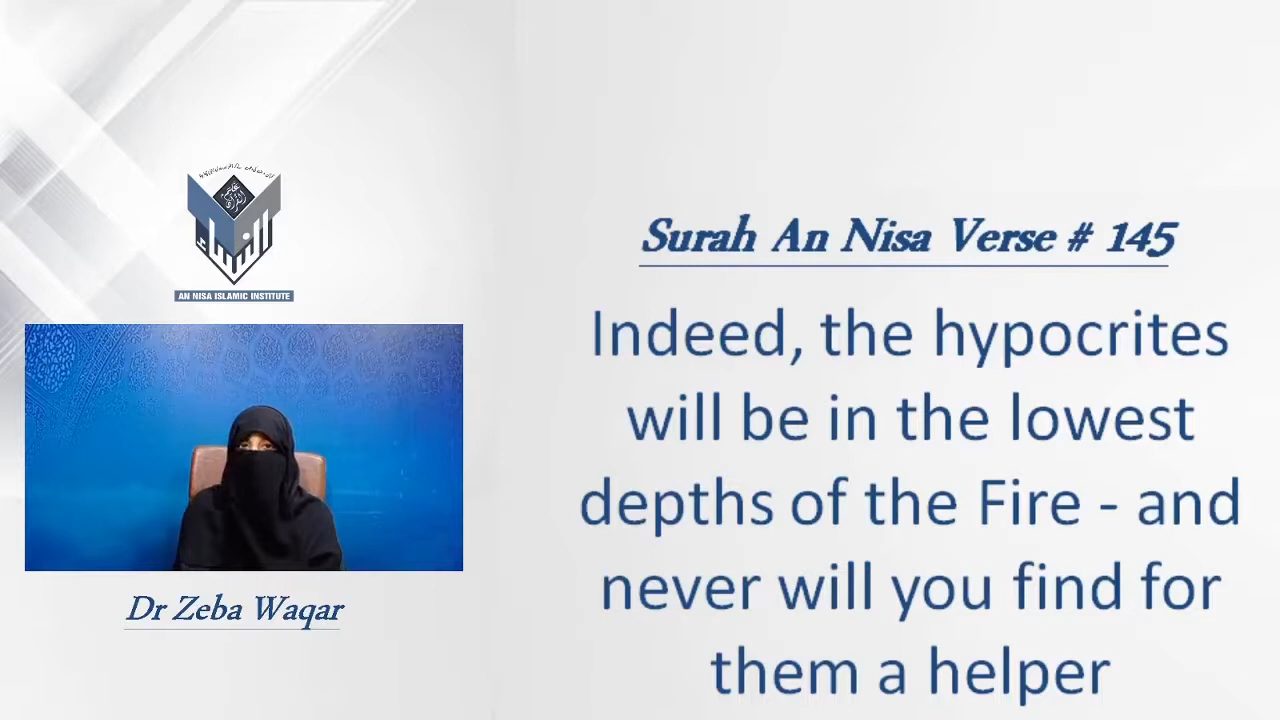 AN NISA ISLAMIC INSTITUTE
Dr Zeba Waqar
Surah An Nisa Verse # 145
Indeed, the hypocrites
will be in the lowest
depths of the Fire - and
never will you find for
them a helper